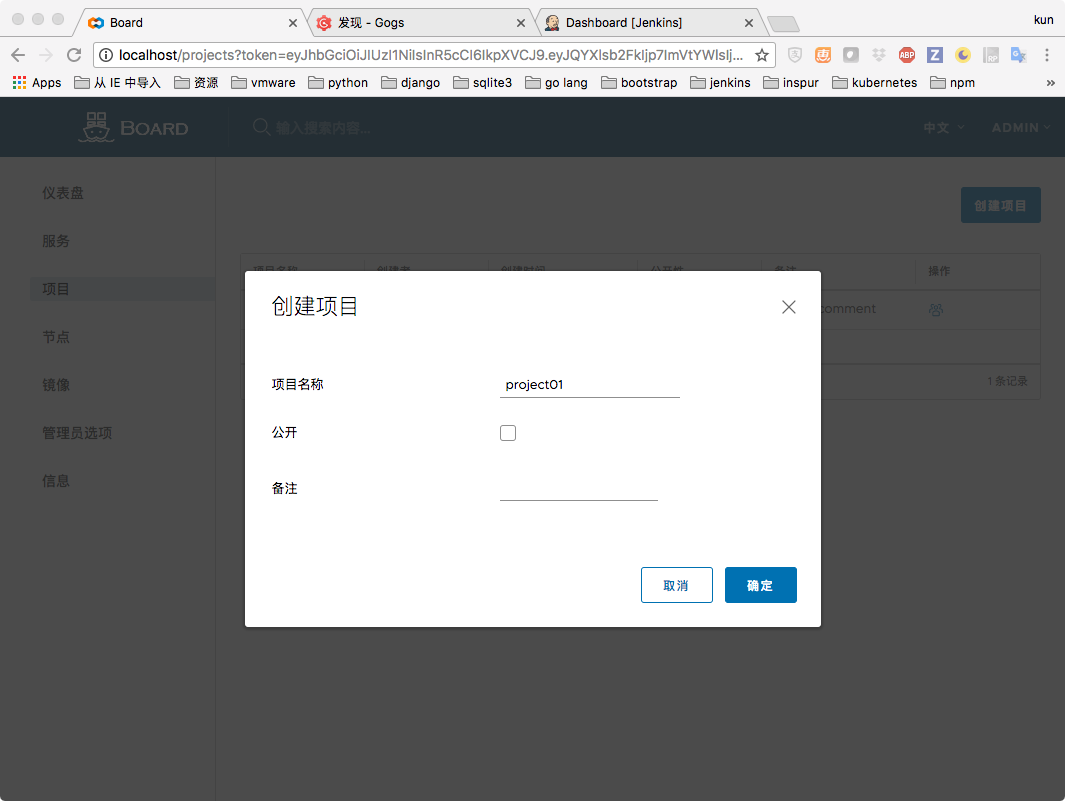 Board
发现 - Gogs
Dashboard [Jenkins]
kun
localhost/projects?token=eyJhbGciOiJIUzI1NiIsInR5cCI6IkpXVCJ9.eyJQYXlsb2FkIjp7ImVtYWlsIj...
Apps
从 IE 中导入
资源
vmware
python
django
sqlite3
go lang
bootstrap
jenkins
inspur
kubernetes
npm
»
BOARD
输入搜索内容...
中文
ADMIN
仪表盘
服务
项目
节点
镜像
管理员选项
信息
创建项目
操作
comment
1 条记录
创建项目
项目名称
project01
公开
备注
取消
确定